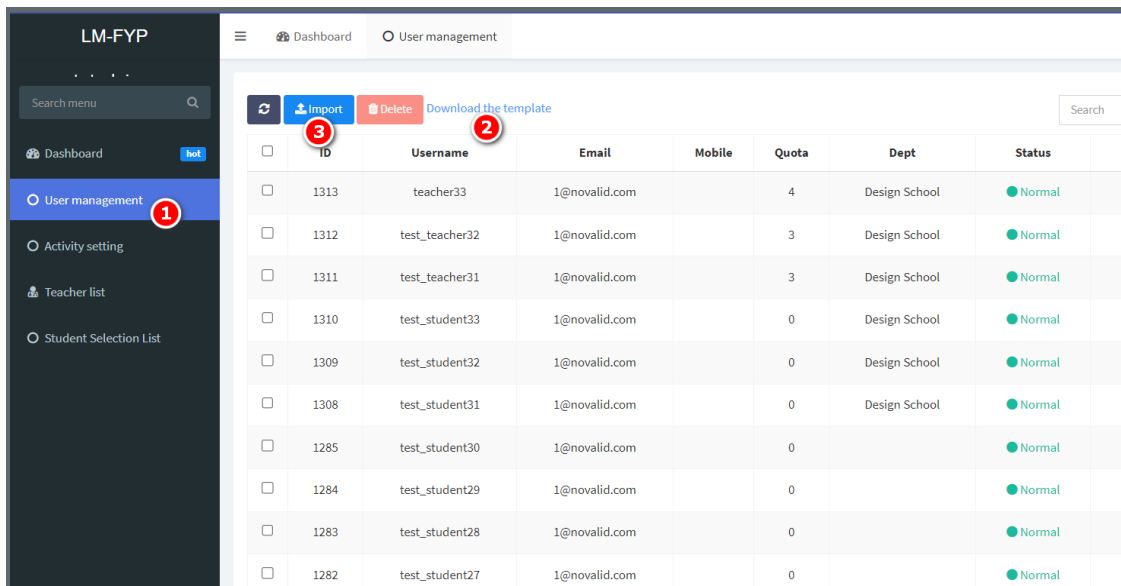 LM-FYP
Dashboard User management
Search menu
Dashboard hot
User management 1
Activity setting
Teacher list
Student Selection List
Import Delete Download the template Search
3 2
ID Username Email Mobile Quota Dept Status
1313 teacher33 1@novalid.com 4 Design School Normal
1312 test_teacher32 1@novalid.com 3 Design School Normal
1311 test_teacher31 1@novalid.com 3 Design School Normal
1310 test_student33 1@novalid.com 0 Design School Normal
1309 test_student32 1@novalid.com 0 Design School Normal
1308 test_student31 1@novalid.com 0 Design School Normal
1285 test_student30 1@novalid.com 0 Normal
1284 test_student29 1@novalid.com 0 Normal
1283 test_student28 1@novalid.com 0 Normal
1282 test_student27 1@novalid.com 0 Normal